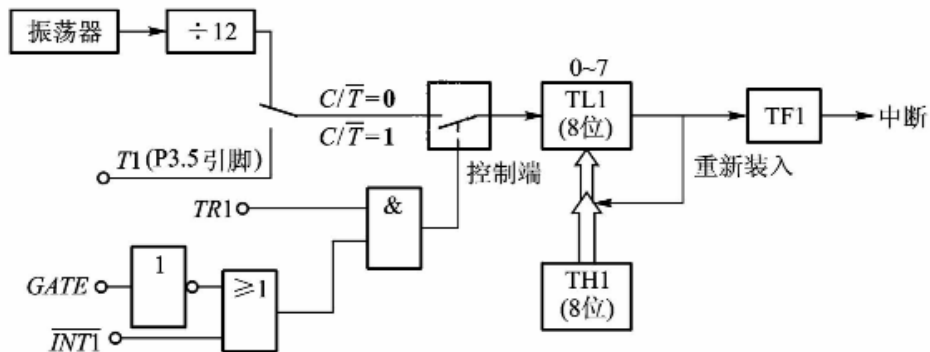 振荡器
÷12
0~7
C/T̅=0
C/T̅=1
TL1
(8位)
TF1
中断
T1(P3.5引脚)
控制端
重新装入
TR1
&
1
GATE
≥1
TH1
(8位)
I̅N̅T̅1̅